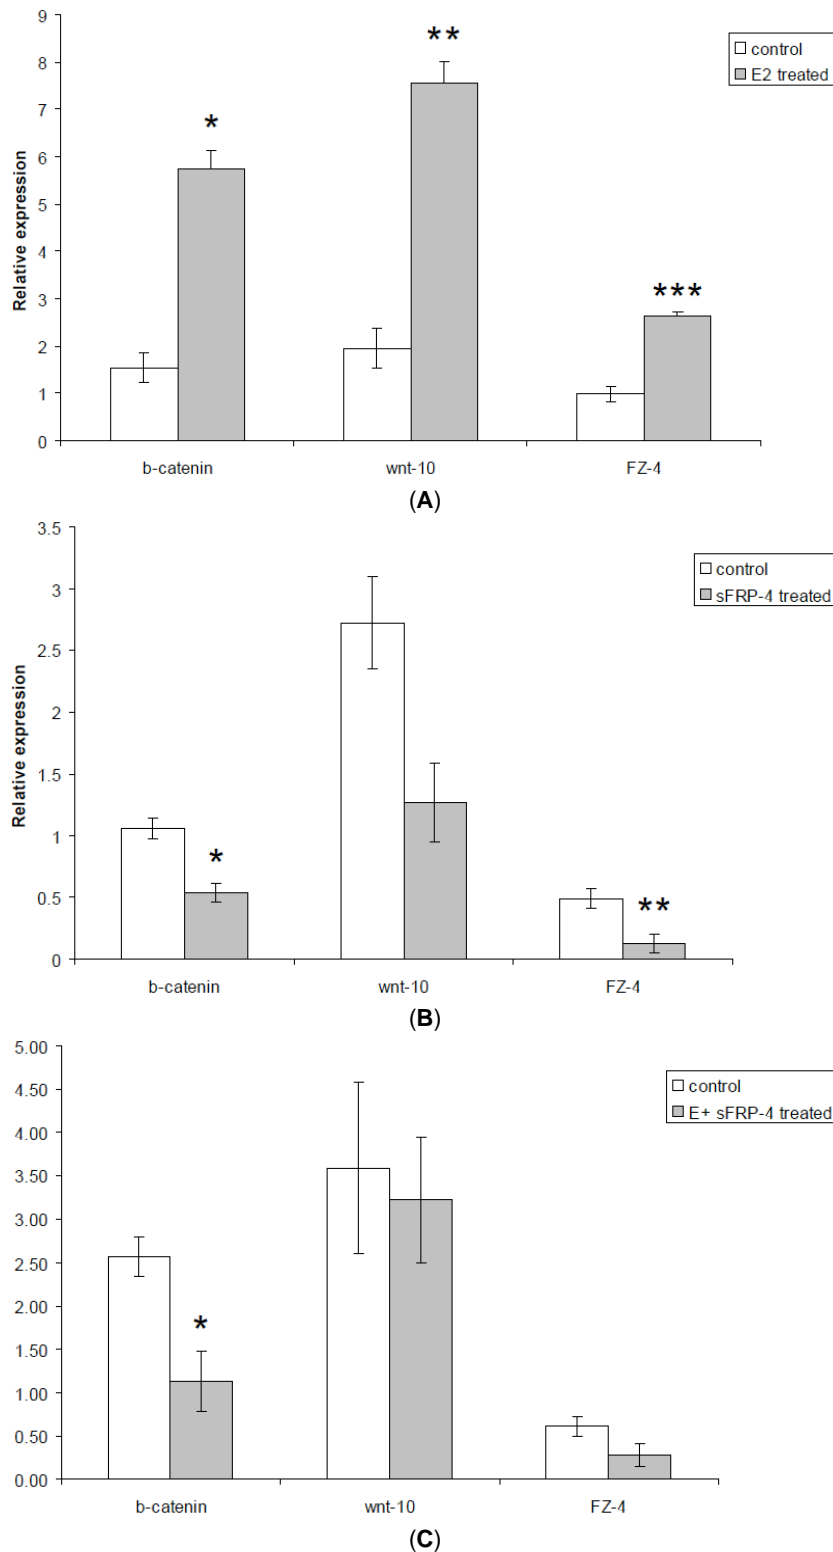 9
8
7
6
5
4
3
2
1
0
Relative expression
*
**
***
control
E2 treated
b-catenin wnt-10 FZ-4
(A)
3.5
3
2.5
2
1.5
1
0.5
0
Relative expression
*
**
control
sFRP-4 treated
b-catenin wnt-10 FZ-4
(B)
5.00
4.50
4.00
3.50
3.00
2.50
2.00
1.50
1.00
0.50
0.00
*
control
E+ sFRP-4 treated
b-catenin wnt-10 FZ-4
(C)